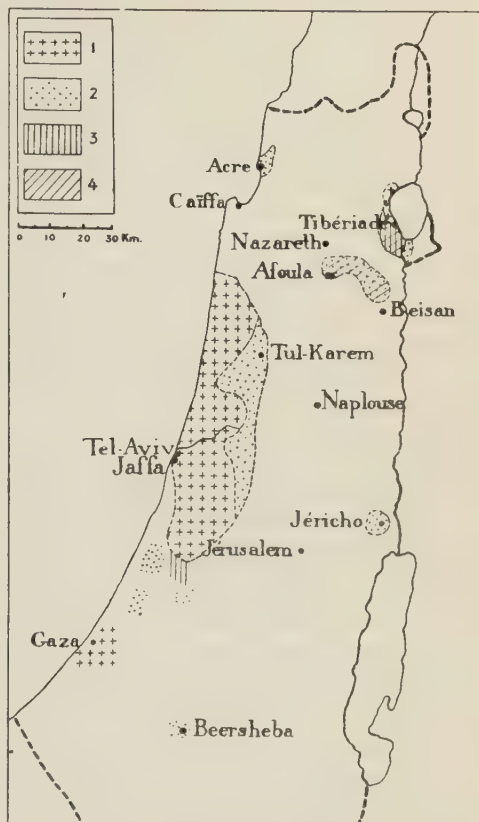 1
2
3
4
0 10 20 30 Km.
Acre
Caïffa
Tibériade
Nazareth
Afoula
Beisan
Tul-Karem
Naplouse
Tel-Aviv
Jaffa
Jéricho
Jerusalem
Gaza
Beersheba